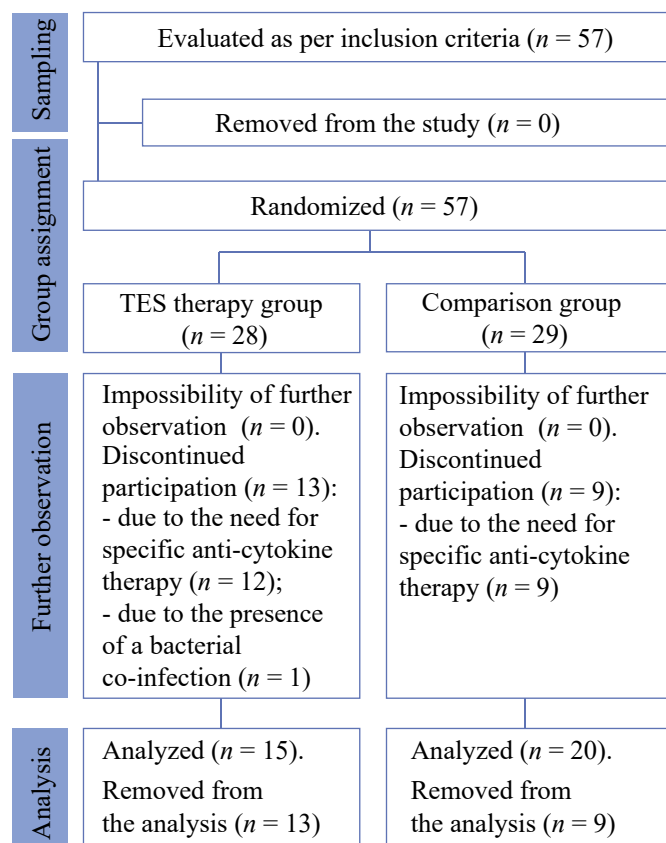 Sampling
Evaluated as per inclusion criteria (n = 57)
Removed from the study (n = 0)
Group assignment
Randomized (n = 57)
TES therapy group
(n = 28)
Comparison group
(n = 29)
Further observation
Impossibility of further
observation (n = 0).
Discontinued
participation (n = 13):
- due to the need for
specific anti-cytokine
therapy (n = 12);
- due to the presence
of a bacterial
co-infection (n = 1)
Impossibility of further
observation (n = 0).
Discontinued
participation (n = 9):
- due to the need for
specific anti-cytokine
therapy (n = 9)
Analysis
Analyzed (n = 15).
Removed from
the analysis (n = 13)
Analyzed (n = 20).
Removed from
the analysis (n = 9)